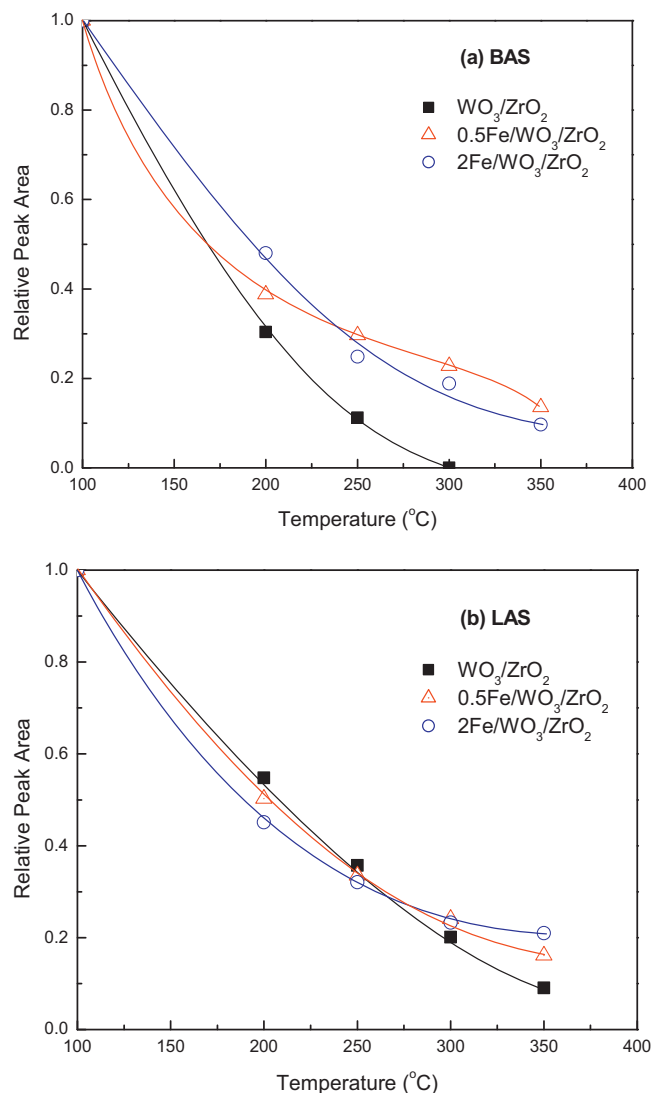 (a) BAS
WO₃/ZrO₂
0.5Fe/WO₃/ZrO₂
2Fe/WO₃/ZrO₂
1.0
0.8
0.6
0.4
0.2
0.0
Relative Peak Area
100 150 200 250 300 350 400
Temperature (°C)
(b) LAS
WO₃/ZrO₂
0.5Fe/WO₃/ZrO₂
2Fe/WO₃/ZrO₂
1.0
0.8
0.6
0.4
0.2
0.0
Relative Peak Area
100 150 200 250 300 350 400
Temperature (°C)